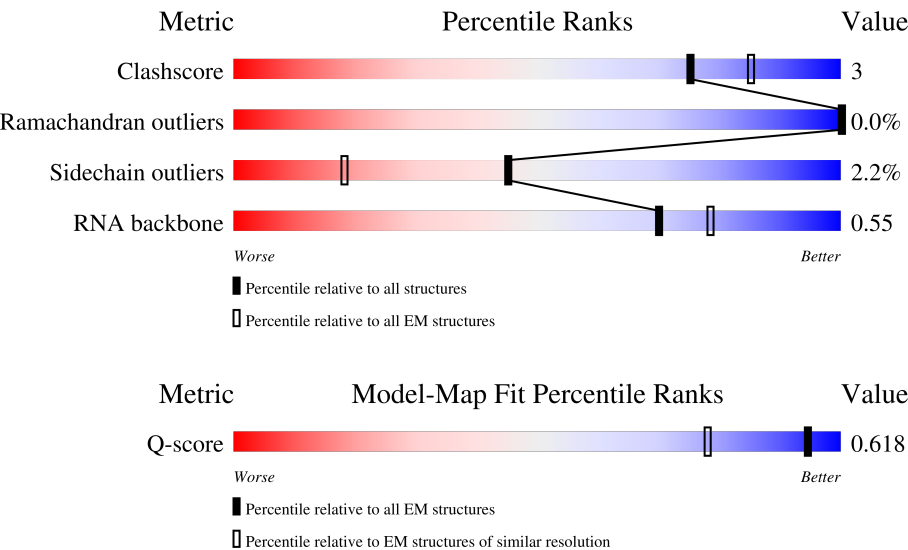 Metric Percentile Ranks Value
Clashscore 3
Ramachandran outliers 0.0%
Sidechain outliers 2.2%
RNA backbone 0.55
Worse Better
Percentile relative to all structures
Percentile relative to all EM structures
Metric Model-Map Fit Percentile Ranks Value
Q-score 0.618
Worse Better
Percentile relative to all EM structures
Percentile relative to EM structures of similar resolution